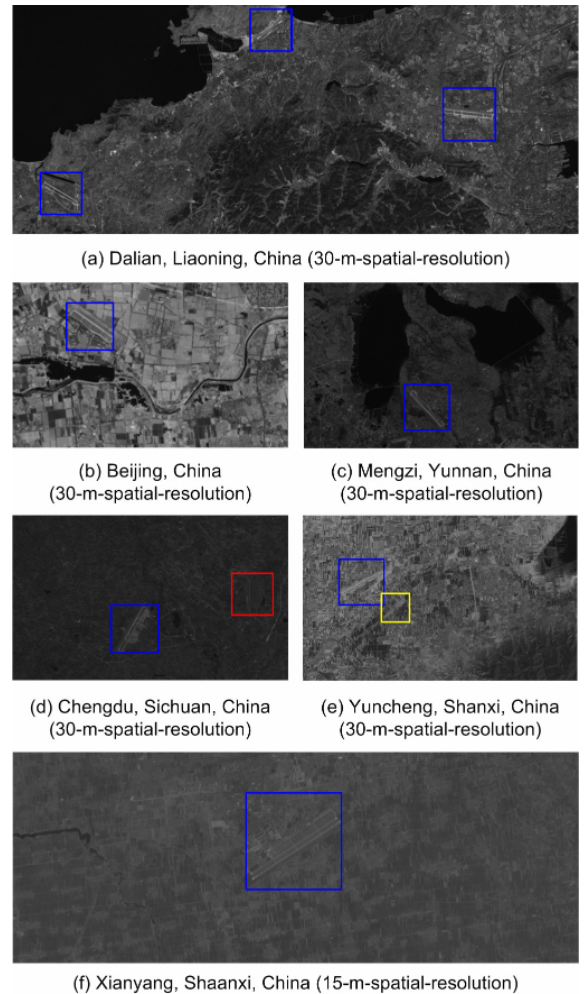 (a) Dalian, Liaoning, China (30-m-spatial-resolution)
(b) Beijing, China
(30-m-spatial-resolution)
(c) Mengzi, Yunnan, China
(30-m-spatial-resolution)
(d) Chengdu, Sichuan, China
(30-m-spatial-resolution)
(e) Yuncheng, Shanxi, China
(30-m-spatial-resolution)
(f) Xianyang, Shaanxi, China (15-m-spatial-resolution)